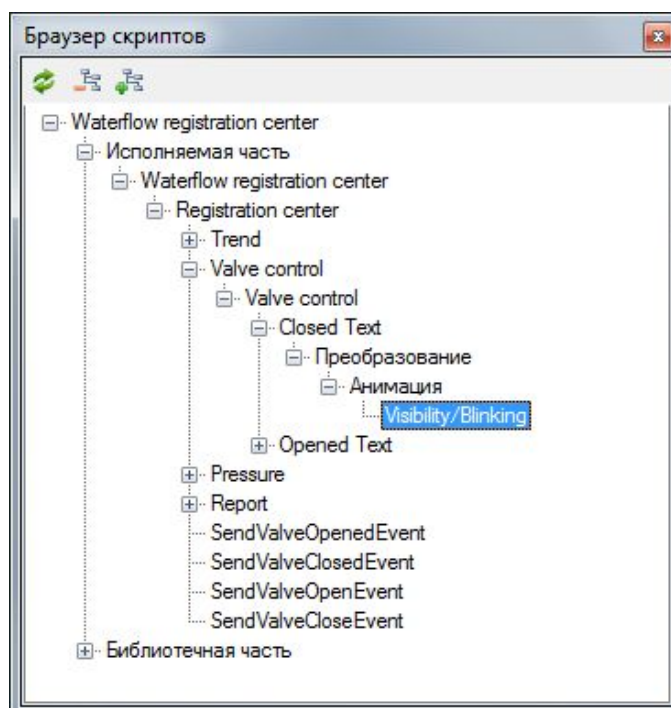 Браузер скриптов
Waterflow registration center
Исполняемая часть
Waterflow registration center
Registration center
Trend
Valve control
Valve control
Closed Text
Преобразование
Анимация
Visibility/Blinking
Opened Text
Pressure
Report
SendValveOpenedEvent
SendValveClosedEvent
SendValveOpenEvent
SendValveCloseEvent
Библиотечная часть